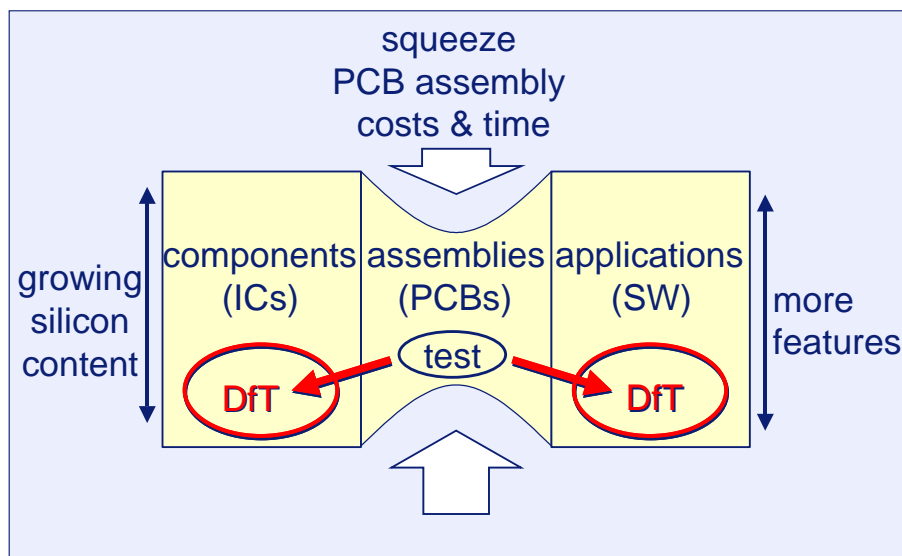 squeeze
PCB assembly
costs & time
growing
silicon
content
components
(ICs)
DfT
assemblies
(PCBs)
test
applications
(SW)
DfT
more
features